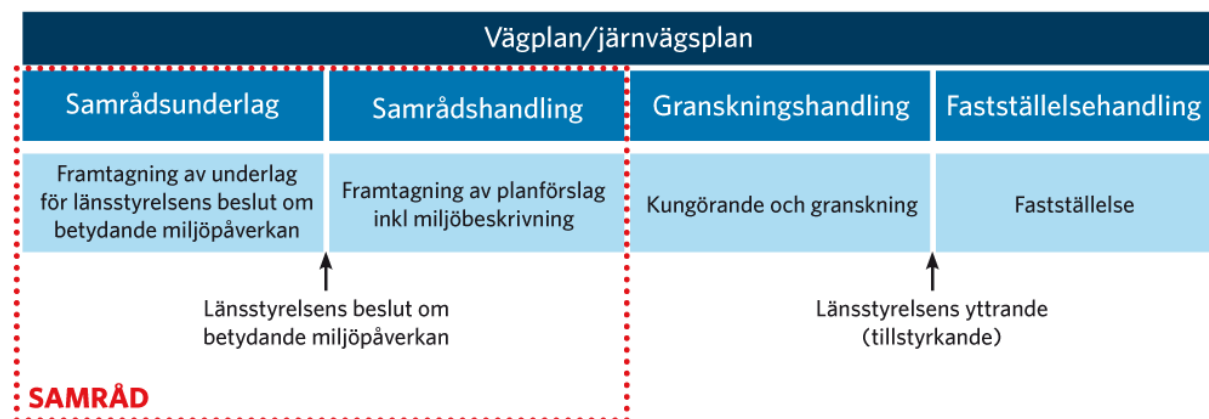 Vägplan/järnvägsplan
Samrådsunderlag
Samrådshandling
Granskningshandling
Fastställelsehandling
Framtagning av underlag
för länsstyrelsens beslut om
betydande miljöpåverkan
Framtagning av planförslag
inkl miljöbeskrivning
Kungörande och granskning
Fastställelse
Länsstyrelsens beslut om
betydande miljöpåverkan
Länsstyrelsens yttrande
(tillstyrkande)
SAMRÅD